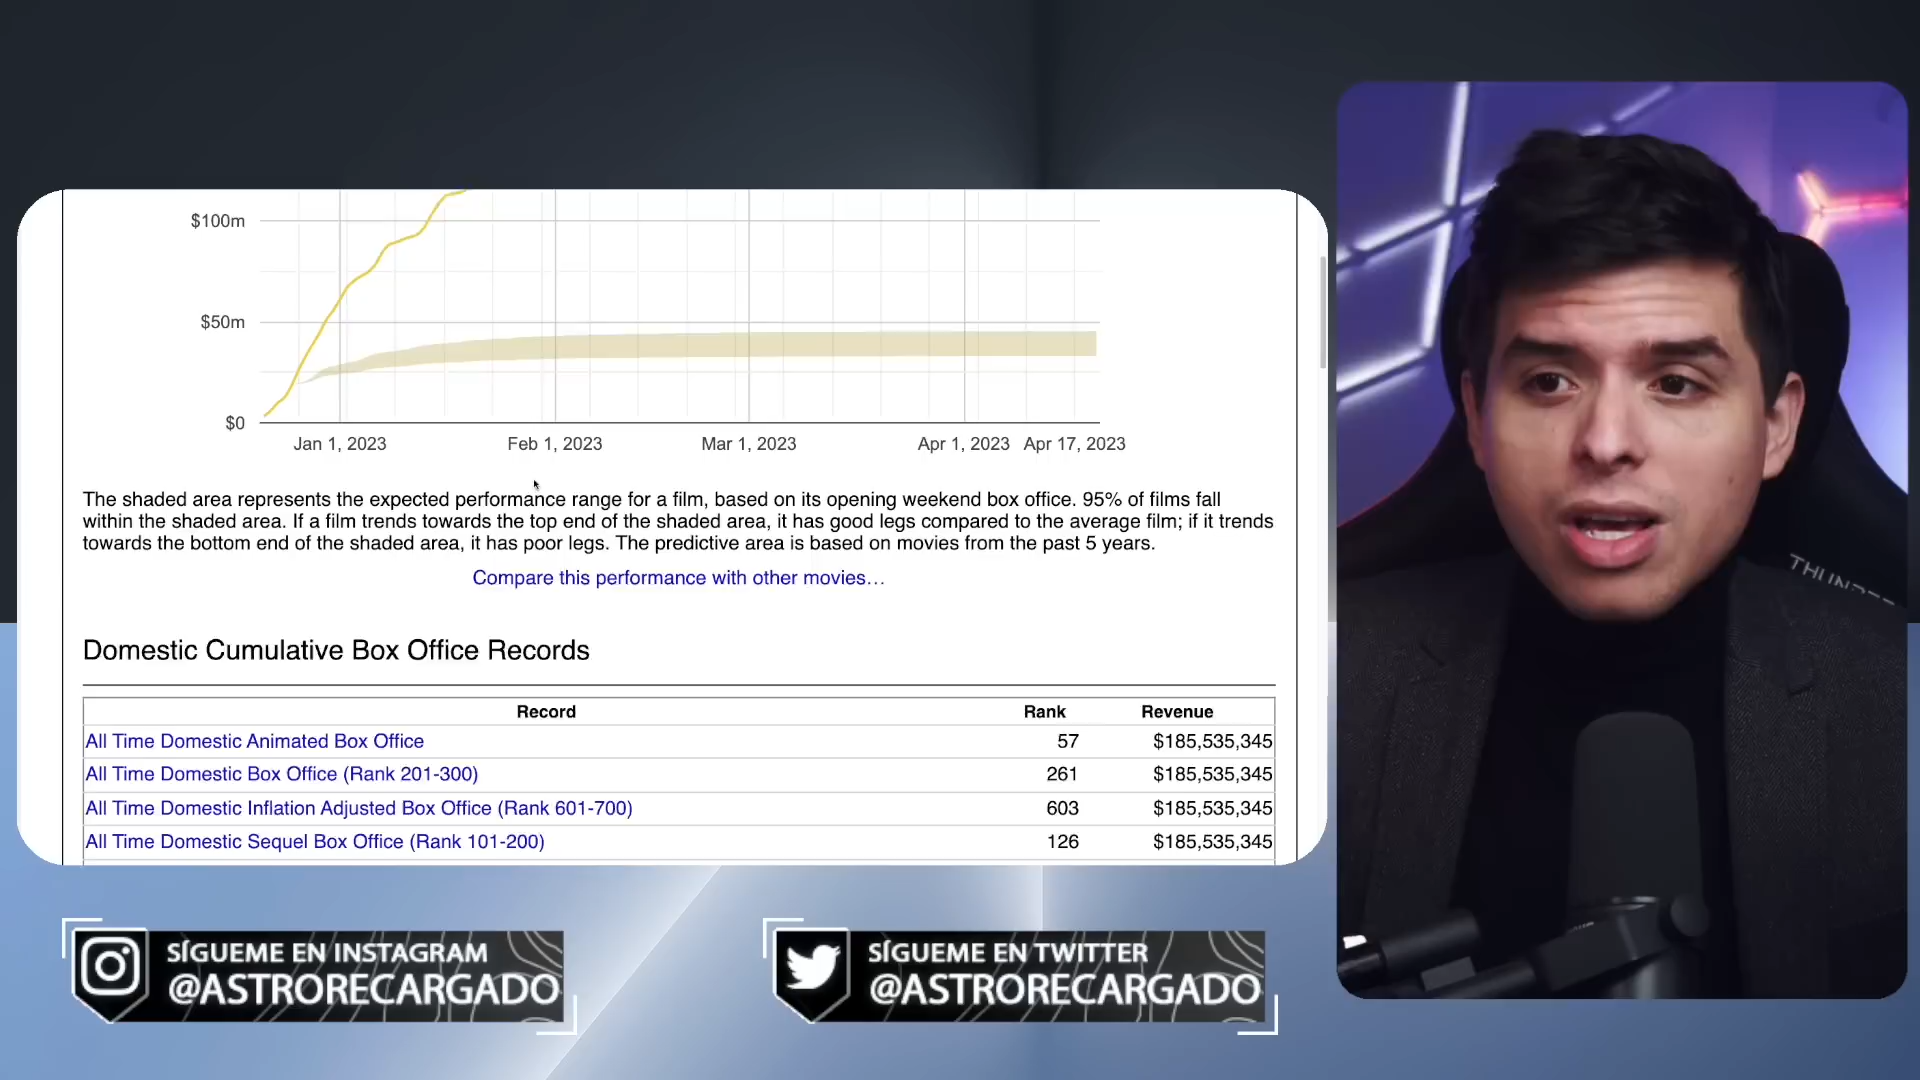 $100m
$50m
$0
Jan 1, 2023 Feb 1, 2023 Mar 1, 2023 Apr 1, 2023 Apr 17, 2023
The shaded area represents the expected performance range for a film, based on its opening weekend box office. 95% of films fall
within the shaded area. If a film trends towards the top end of the shaded area, it has good legs compared to the average film; if it trends
towards the bottom end of the shaded area, it has poor legs. The predictive area is based on movies from the past 5 years.
Compare this performance with other movies…
Domestic Cumulative Box Office Records
Record Rank Revenue
All Time Domestic Animated Box Office 57 $185,535,345
All Time Domestic Box Office (Rank 201-300) 261 $185,535,345
All Time Domestic Inflation Adjusted Box Office (Rank 601-700) 603 $185,535,345
All Time Domestic Sequel Box Office (Rank 101-200) 126 $185,535,345
SÍGUEME EN INSTAGRAM
@ASTRORECARGADO
SÍGUEME EN TWITTER
@ASTRORECARGADO